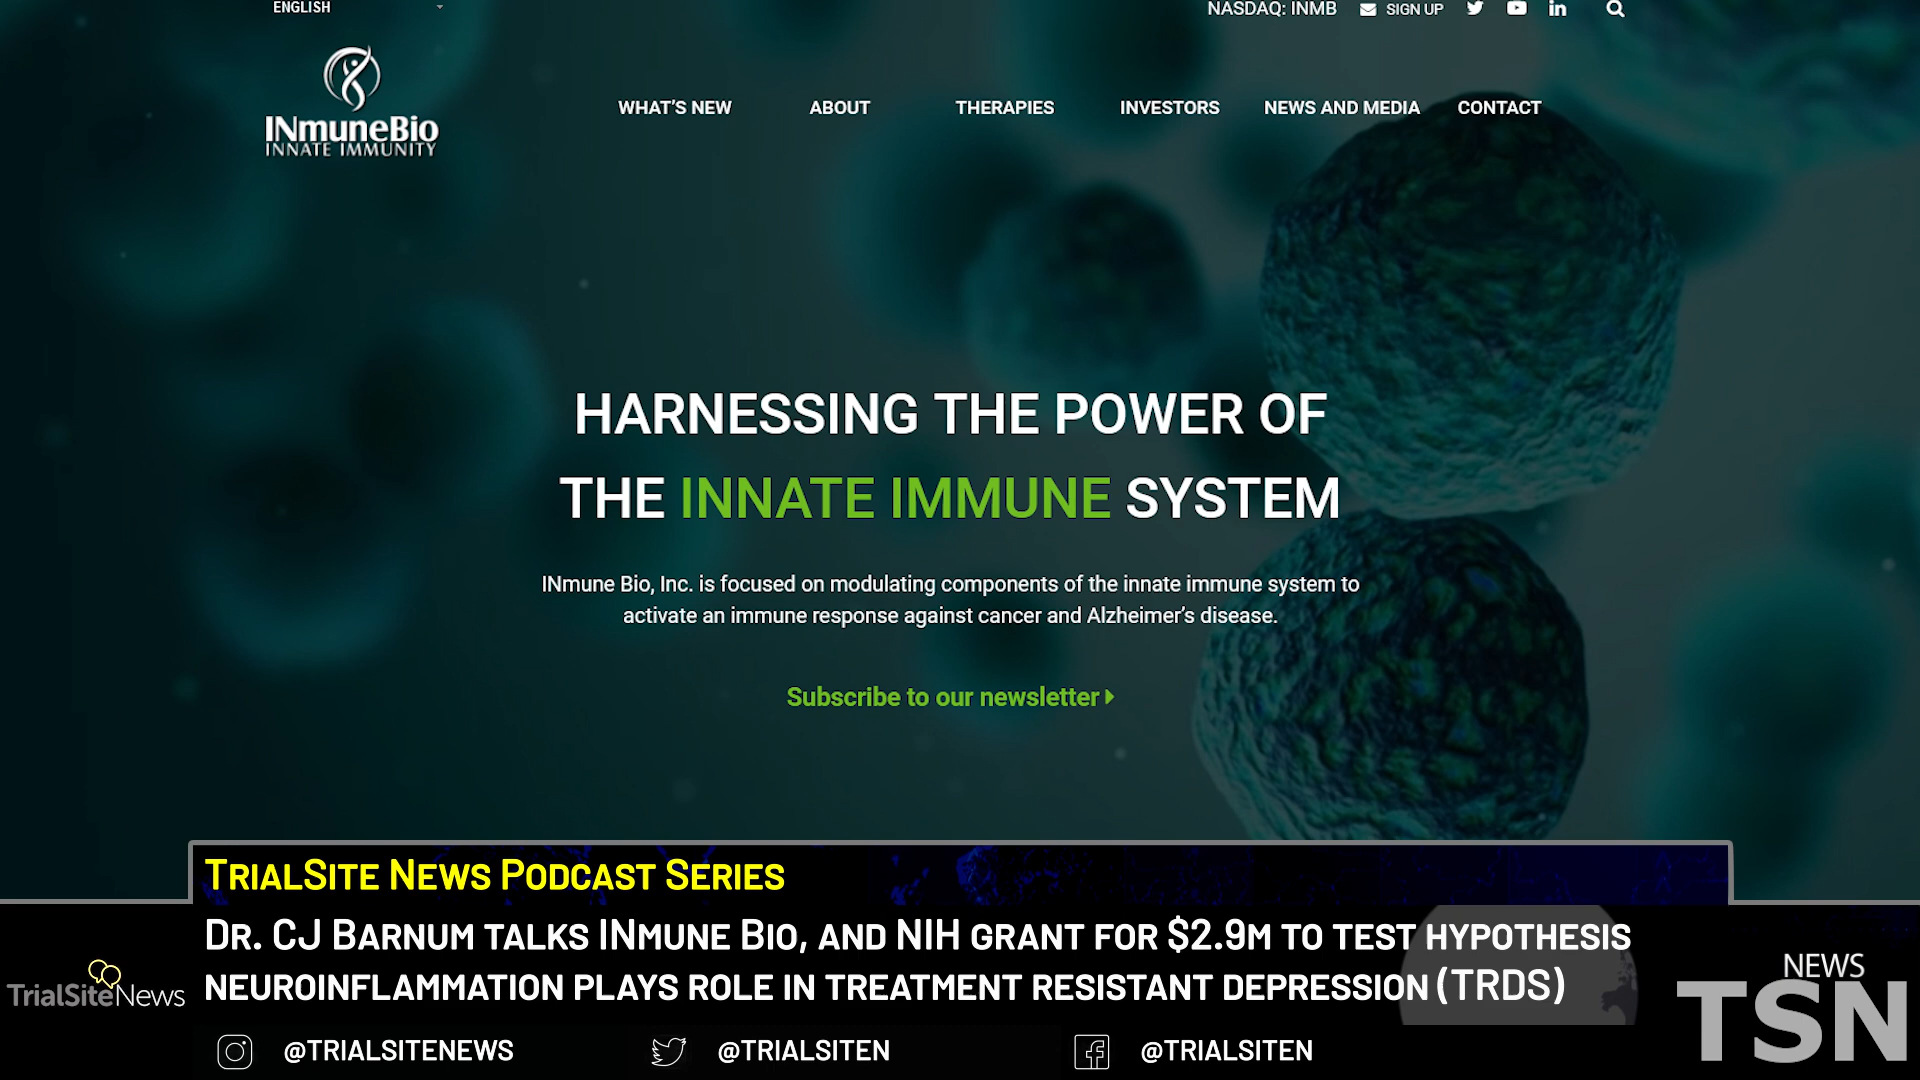 ENGLISH
NASDAQ: INMB SIGN UP
INmuneBio
INNATE IMMUNITY
WHAT'S NEW ABOUT THERAPIES INVESTORS NEWS AND MEDIA CONTACT
HARNESSING THE POWER OF
THE INNATE IMMUNE SYSTEM
INmune Bio, Inc. is focused on modulating components of the innate immune system to
activate an immune response against cancer and Alzheimer's disease.
Subscribe to our newsletter
TrialSite News Podcast Series
Dr. CJ Barnum talks INmune Bio, and NIH grant for $2.9m to test hypothesis
neuroinflammation plays role in treatment resistant depression (TRDS)
TrialSiteNews
NEWS
TSN
@TRIALSITENEWS @TRIALSITEN @TRIALSITEN